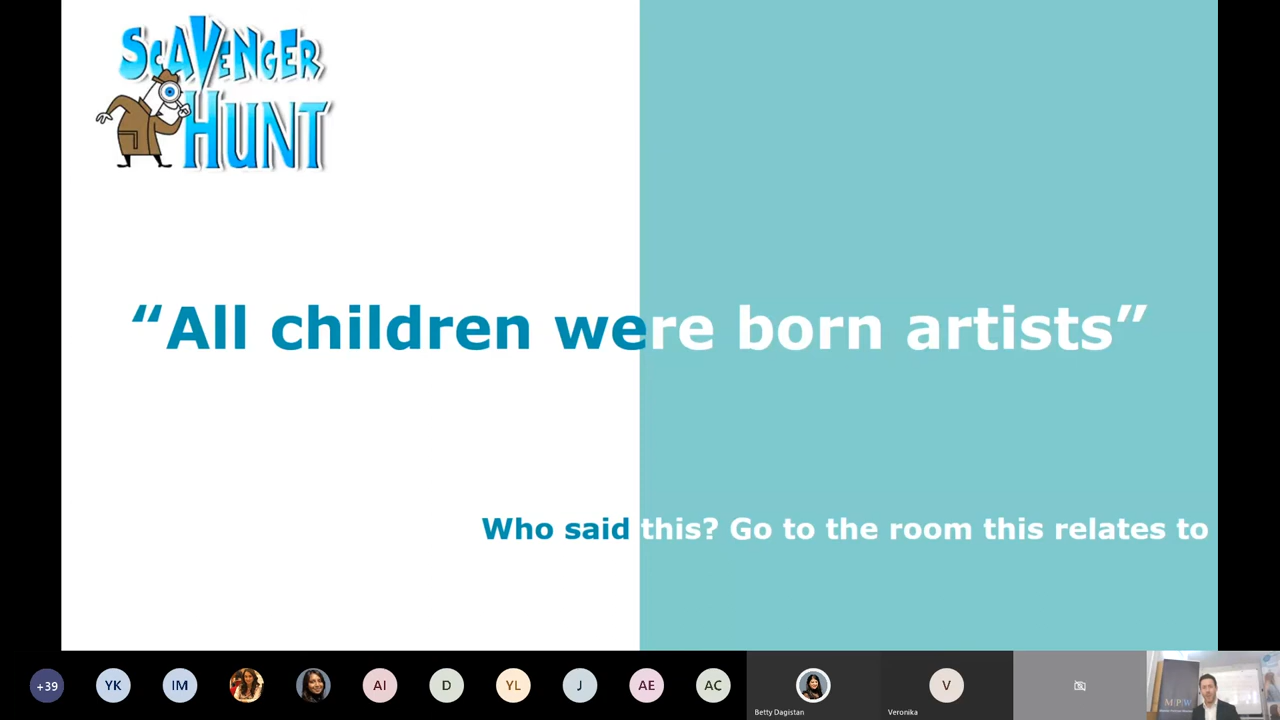 SCAVENGER
HUNT
“All children were born artists”
Who said this? Go to the room this relates to
+39
YK
IM
AI
D
YL
J
AE
AC
Betty Dagistan
V
Veronika
MPW